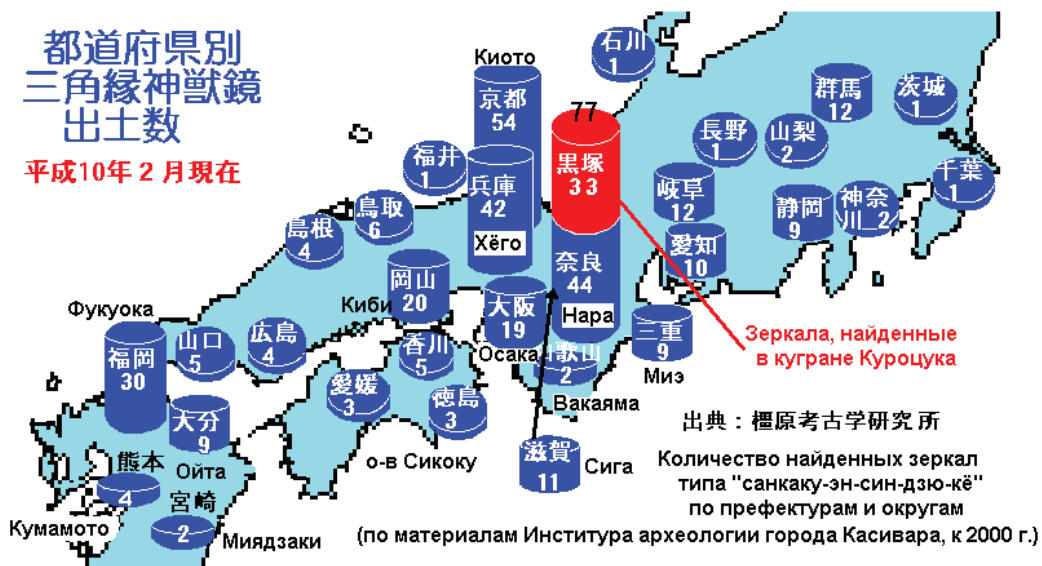 都道府県別
三角縁神獣鏡
出土数
平成10年２月現在
石川
1
Киото
京都
54
77
黒塚
33
群馬
12
茨城
1
長野
1
山梨
2
福井
1
兵庫
42
Хёго
岐阜
12
静岡
9
神奈
川 2
千葉
1
鳥取
6
島根
4
愛知
10
岡山
20
Киби
奈良
44
Нара
大阪
19
Осака
三重
9
Миэ
Зеркала, найденные
в кугране Куроцука
Фукуока
福岡
30
山口
5
広島
4
香川
5
愛媛
3
徳島
3
歌山
2
Вакаяма
大分
9
Ойта
о-в Сикоку
滋賀
11
Сига
熊本
4
Кумамото
宮崎
2
Миядзаки
出典：橿原考古学研究所
Количество найденных зеркал
типа "санкаку-эн-син-дзю-кё"
по префектурам и округам
(по материалам Института археологии города Касивара, к 2000 г.)